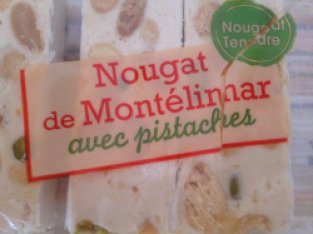 Nougat
Tendre
Nougat
de Montélimar
avec pistaches